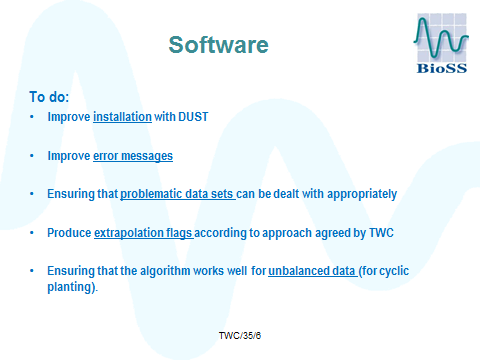 Software
BioSS
To do:
• Improve installation with DUST
• Improve error messages
• Ensuring that problematic data sets can be dealt with appropriately
• Produce extrapolation flags according to approach agreed by TWC
• Ensuring that the algorithm works well for unbalanced data (for cyclic
planting).
TWC/35/6